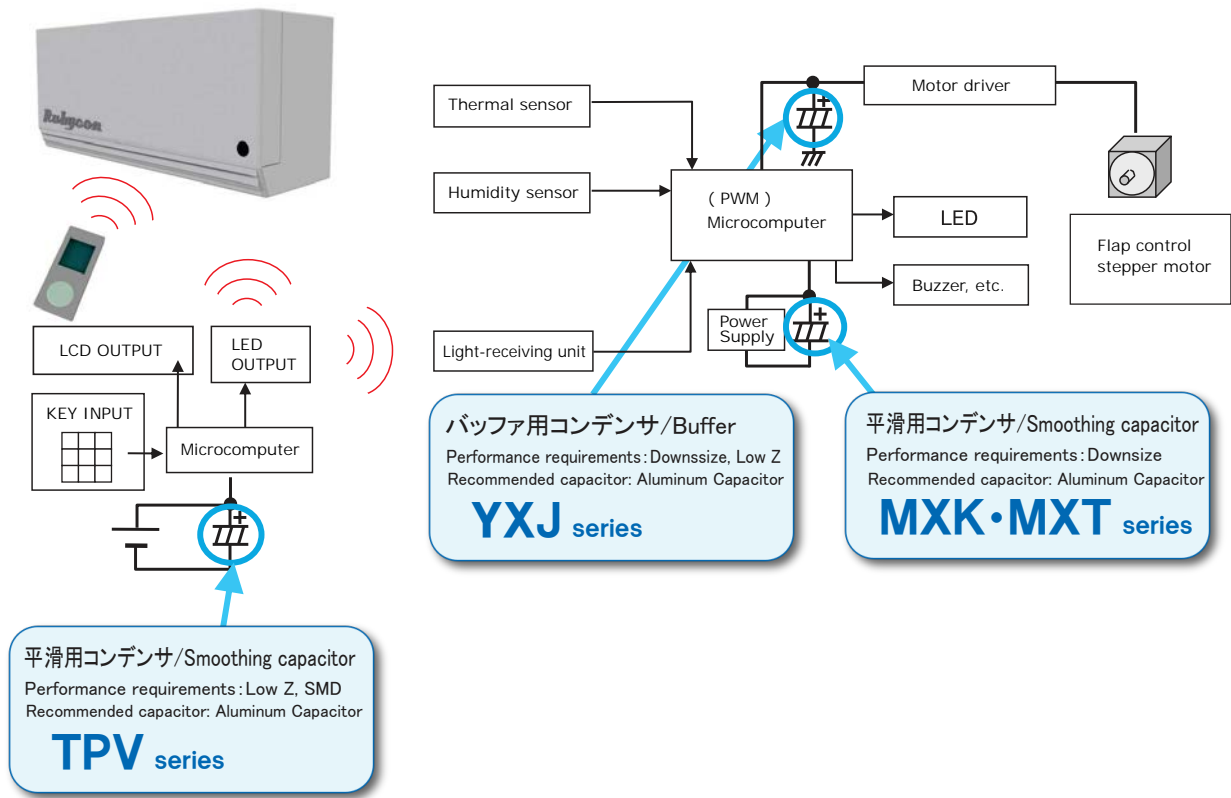 Rubycon
Thermal sensor
Humidity sensor
Light-receiving unit
( PWM )
Microcomputer
Motor driver
LED
Buzzer, etc.
Flap control
stepper motor
Power
Supply
+
+
LCD OUTPUT
LED
OUTPUT
KEY INPUT
Microcomputer
+
バッファ用コンデンサ/Buffer
Performance requirements:Downssize, Low Z
Recommended capacitor: Aluminum Capacitor
YXJ series
平滑用コンデンサ/Smoothing capacitor
Performance requirements:Downsize
Recommended capacitor: Aluminum Capacitor
MXK・MXT series
平滑用コンデンサ/Smoothing capacitor
Performance requirements:Low Z, SMD
Recommended capacitor: Aluminum Capacitor
TPV series